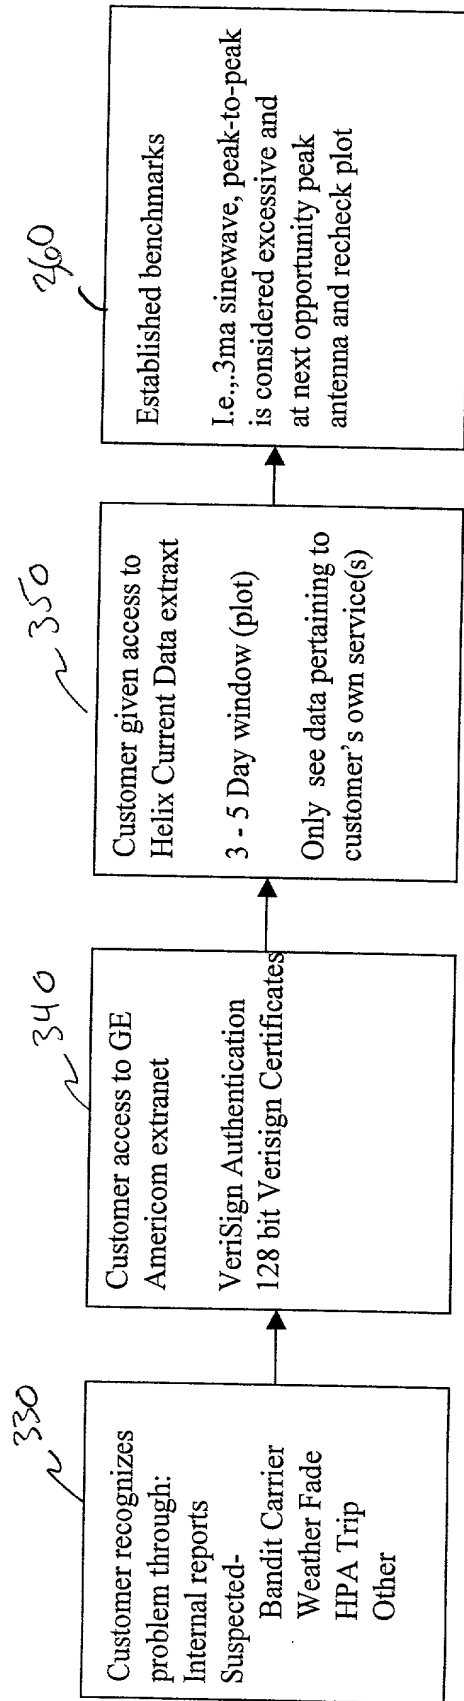 330
Customer recognizes
problem through:
Internal reports
Suspected-
Bandit Carrier
Weather Fade
HPA Trip
Other
340
Customer access to GE
Americom extranet
VeriSign Authentication
128 bit Verisign Certificates
350
Customer given access to
Helix Current Data extraxt
3 - 5 Day window (plot)
Only see data pertaining to
customer's own service(s)
260
Established benchmarks
I.e.,.3ma sinewave, peak-to-peak
is considered excessive and
at next opportunity peak
antenna and recheck plot